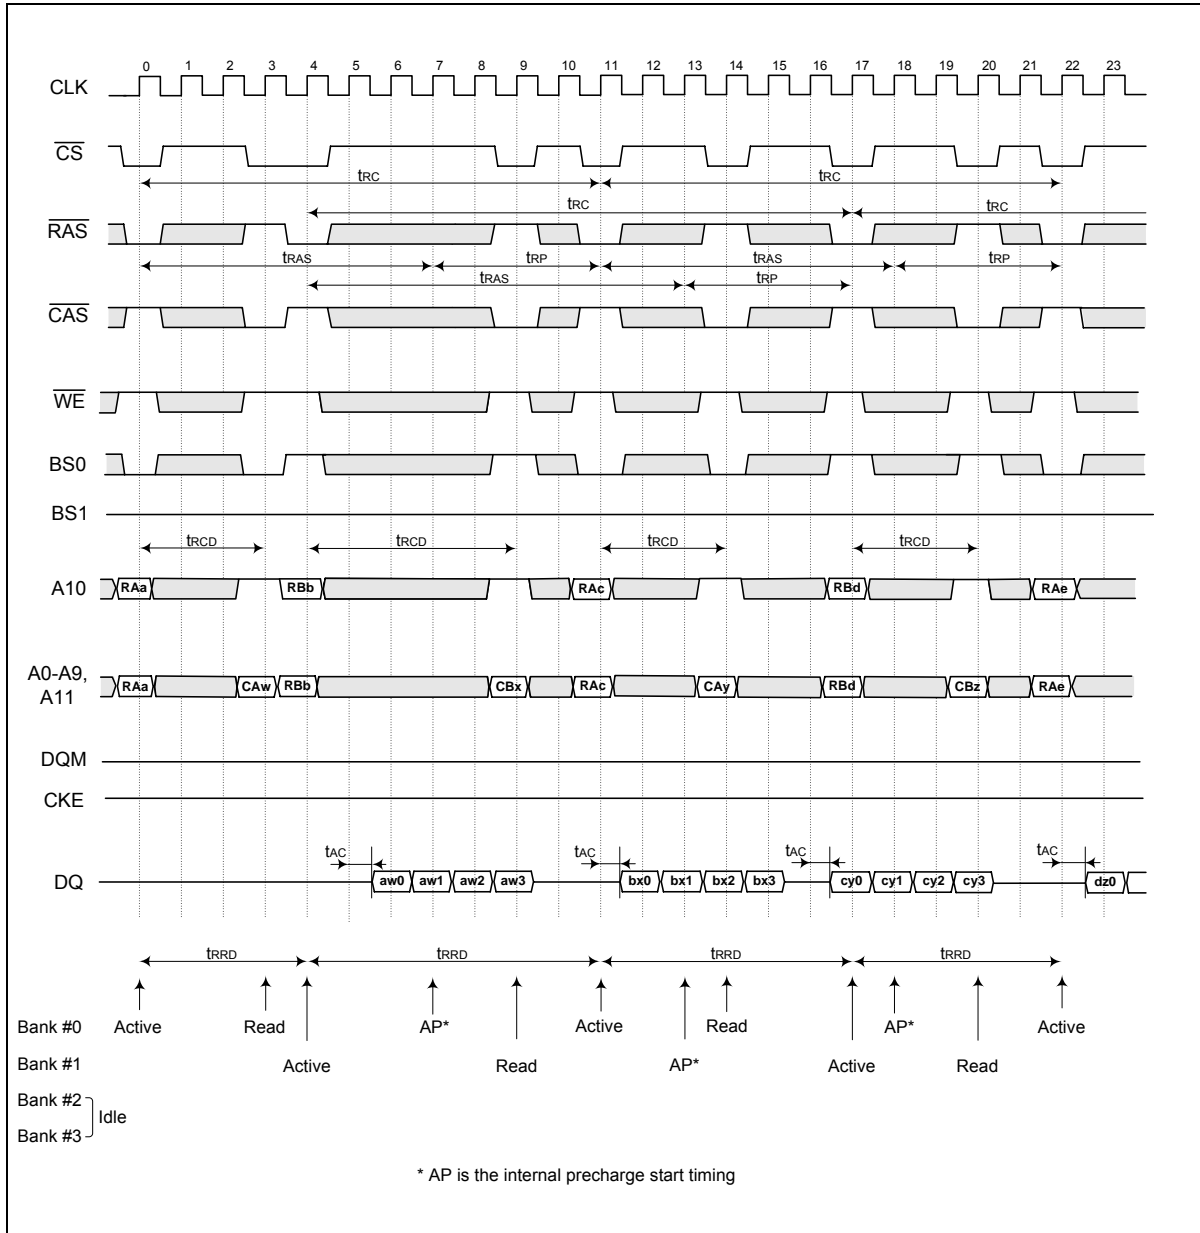 0 1 2 3 4 5 6 7 8 9 10 11 12 13 14 15 16 17 18 19 20 21 22 23
CLK
CS
tRC tRC
tRC tRC
RAS
tRAS tRP tRAS tRP
tRAS tRP
CAS
WE
BS0
BS1
tRCD tRCD tRCD tRCD
A10 RAa RBb RAc RBd RAe
A0-A9,
A11
RAa CAw RBb CBx RAc CAy RBd CBz RAe
DQM
CKE
tAC tAC tAC tAC
DQ aw0 aw1 aw2 aw3 bx0 bx1 bx2 bx3 cy0 cy1 cy2 cy3 dz0
tRRD tRRD tRRD tRRD
Bank #0 Active Read AP* Active Read AP* Active
Bank #1 Active Read AP* Active Read
Bank #2
Idle
Bank #3
* AP is the internal precharge start timing